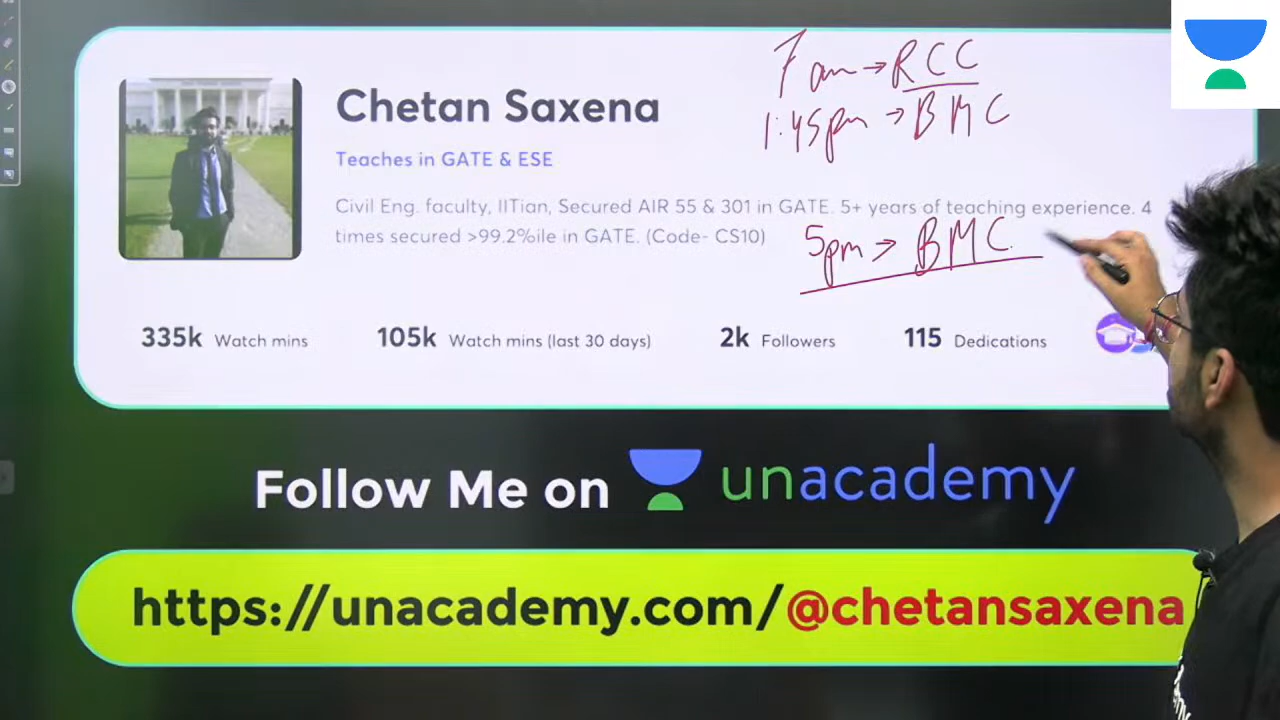 7 am → RCC
1:45pm → BMC
Chetan Saxena
Teaches in GATE & ESE
Civil Eng. faculty, IITian, Secured AIR 55 & 301 in GATE. 5+ years of teaching experience. 4
times secured >99.2%ile in GATE. (Code- CS10)
5pm → BMC
335k Watch mins
105k Watch mins (last 30 days)
2k Followers
115 Dedications
Follow Me on unacademy
https://unacademy.com/@chetansaxena